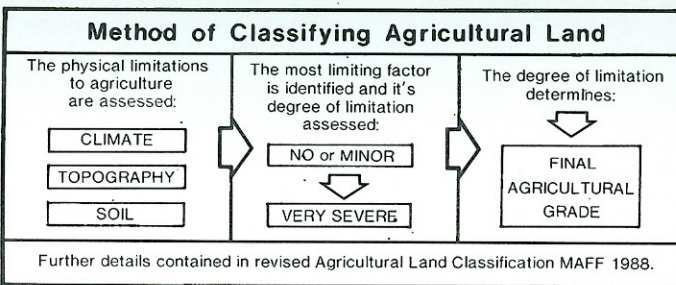 Method of Classifying Agricultural Land
The physical limitations
to agriculture
are assessed:
CLIMATE
TOPOGRAPHY
SOIL
The most limiting factor
is identified and it's
degree of limitation
assessed:
NO or MINOR
VERY SEVERE
The degree of limitation
determines:
FINAL
AGRICULTURAL
GRADE
Further details contained in revised Agricultural Land Classification MAFF 1988.